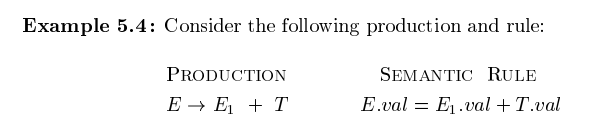 Example 5.4: Consider the following production and rule:
PRODUCTION SEMANTIC RULE
E → E₁ + T E.val = E₁.val + T.val